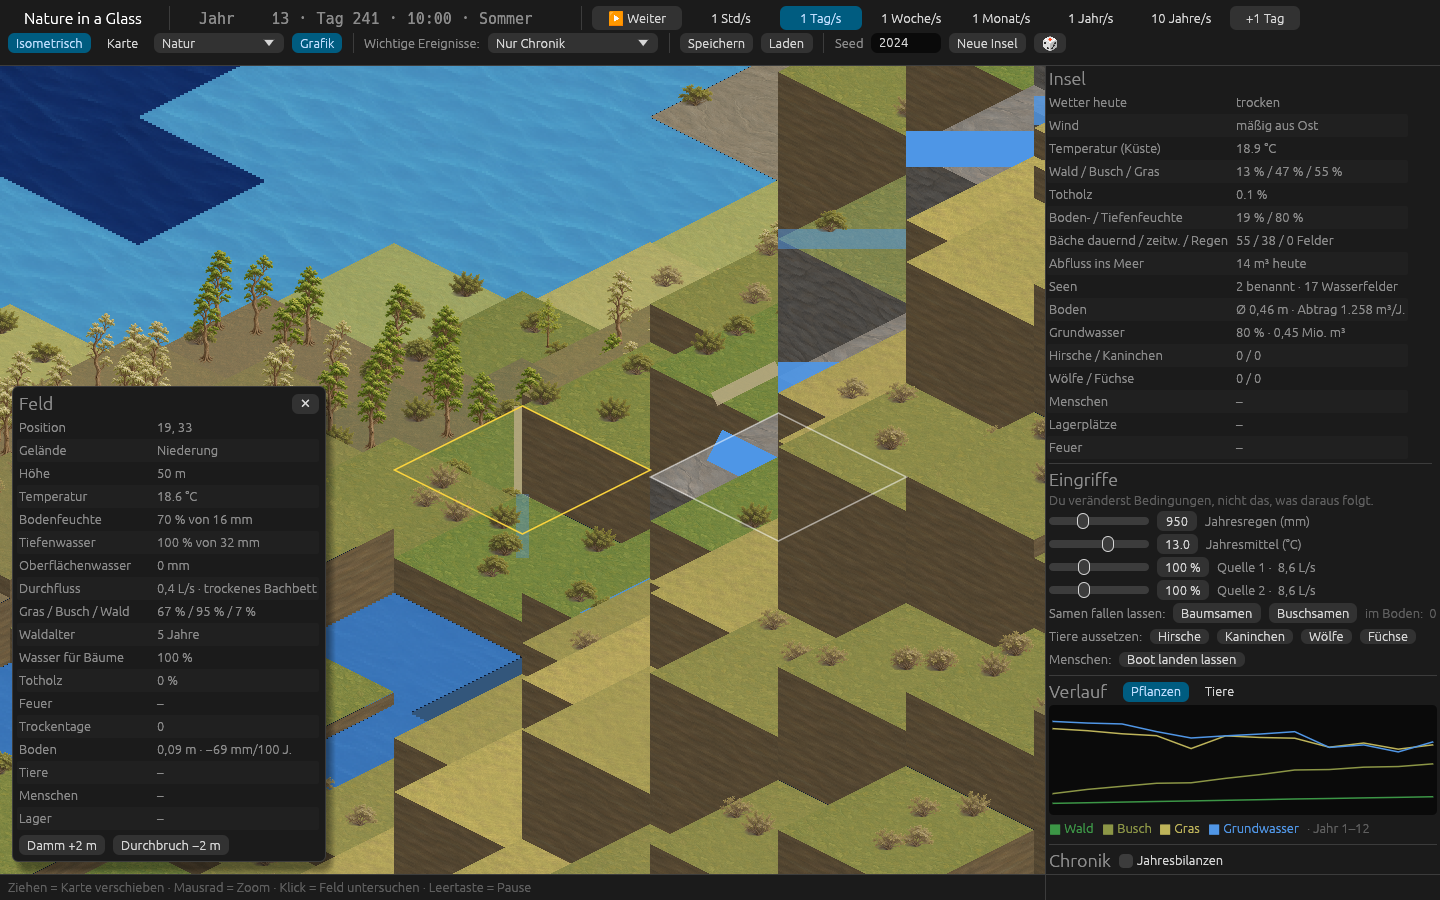 Nature in a Glass
Jahr 13 · Tag 241 · 10:00 · Sommer
Weiter
1 Std/s
1 Tag/s
1 Woche/s
1 Monat/s
1 Jahr/s
10 Jahre/s
+1 Tag
Isometrisch
Karte
Natur
Grafik
Wichtige Ereignisse:
Nur Chronik
Speichern
Laden
Seed
2024
Neue Insel
Feld
Position 19, 33
Gelände Niederung
Höhe 50 m
Temperatur 18.6 °C
Bodenfeuchte 70 % von 16 mm
Tiefenwasser 100 % von 32 mm
Oberflächenwasser 0 mm
Durchfluss 0,4 L/s · trockenes Bachbett
Gras / Busch / Wald 67 % / 95 % / 7 %
Waldalter 5 Jahre
Wasser für Bäume 100 %
Totholz 0 %
Feuer –
Trockentage 0
Boden 0,09 m · −69 mm/100 J.
Tiere –
Menschen –
Lager –
Damm +2 m
Durchbruch −2 m
Insel
Wetter heute trocken
Wind mäßig aus Ost
Temperatur (Küste) 18.9 °C
Wald / Busch / Gras 13 % / 47 % / 55 %
Totholz 0.1 %
Boden- / Tiefenfeuchte 19 % / 80 %
Bäche dauernd / zeitw. / Regen 55 / 38 / 0 Felder
Abfluss ins Meer 14 m³ heute
Seen 2 benannt · 17 Wasserfelder
Boden Ø 0,46 m · Abtrag 1.258 m³/J.
Grundwasser 80 % · 0,45 Mio. m³
Hirsche / Kaninchen 0 / 0
Wölfe / Füchse 0 / 0
Menschen –
Lagerplätze –
Feuer –
Eingriffe
Du veränderst Bedingungen, nicht das, was daraus folgt.
950 Jahresregen (mm)
13.0 Jahresmittel (°C)
100 % Quelle 1 · 8,6 L/s
100 % Quelle 2 · 8,6 L/s
Samen fallen lassen: Baumsamen Buschsamen im Boden: 0
Tiere aussetzen: Hirsche Kaninchen Wölfe Füchse
Menschen: Boot landen lassen
Verlauf Pflanzen Tiere
Wald Busch Gras Grundwasser · Jahr 1–12
Chronik Jahresbilanzen
Ziehen = Karte verschieben · Mausrad = Zoom · Klick = Feld untersuchen · Leertaste = Pause